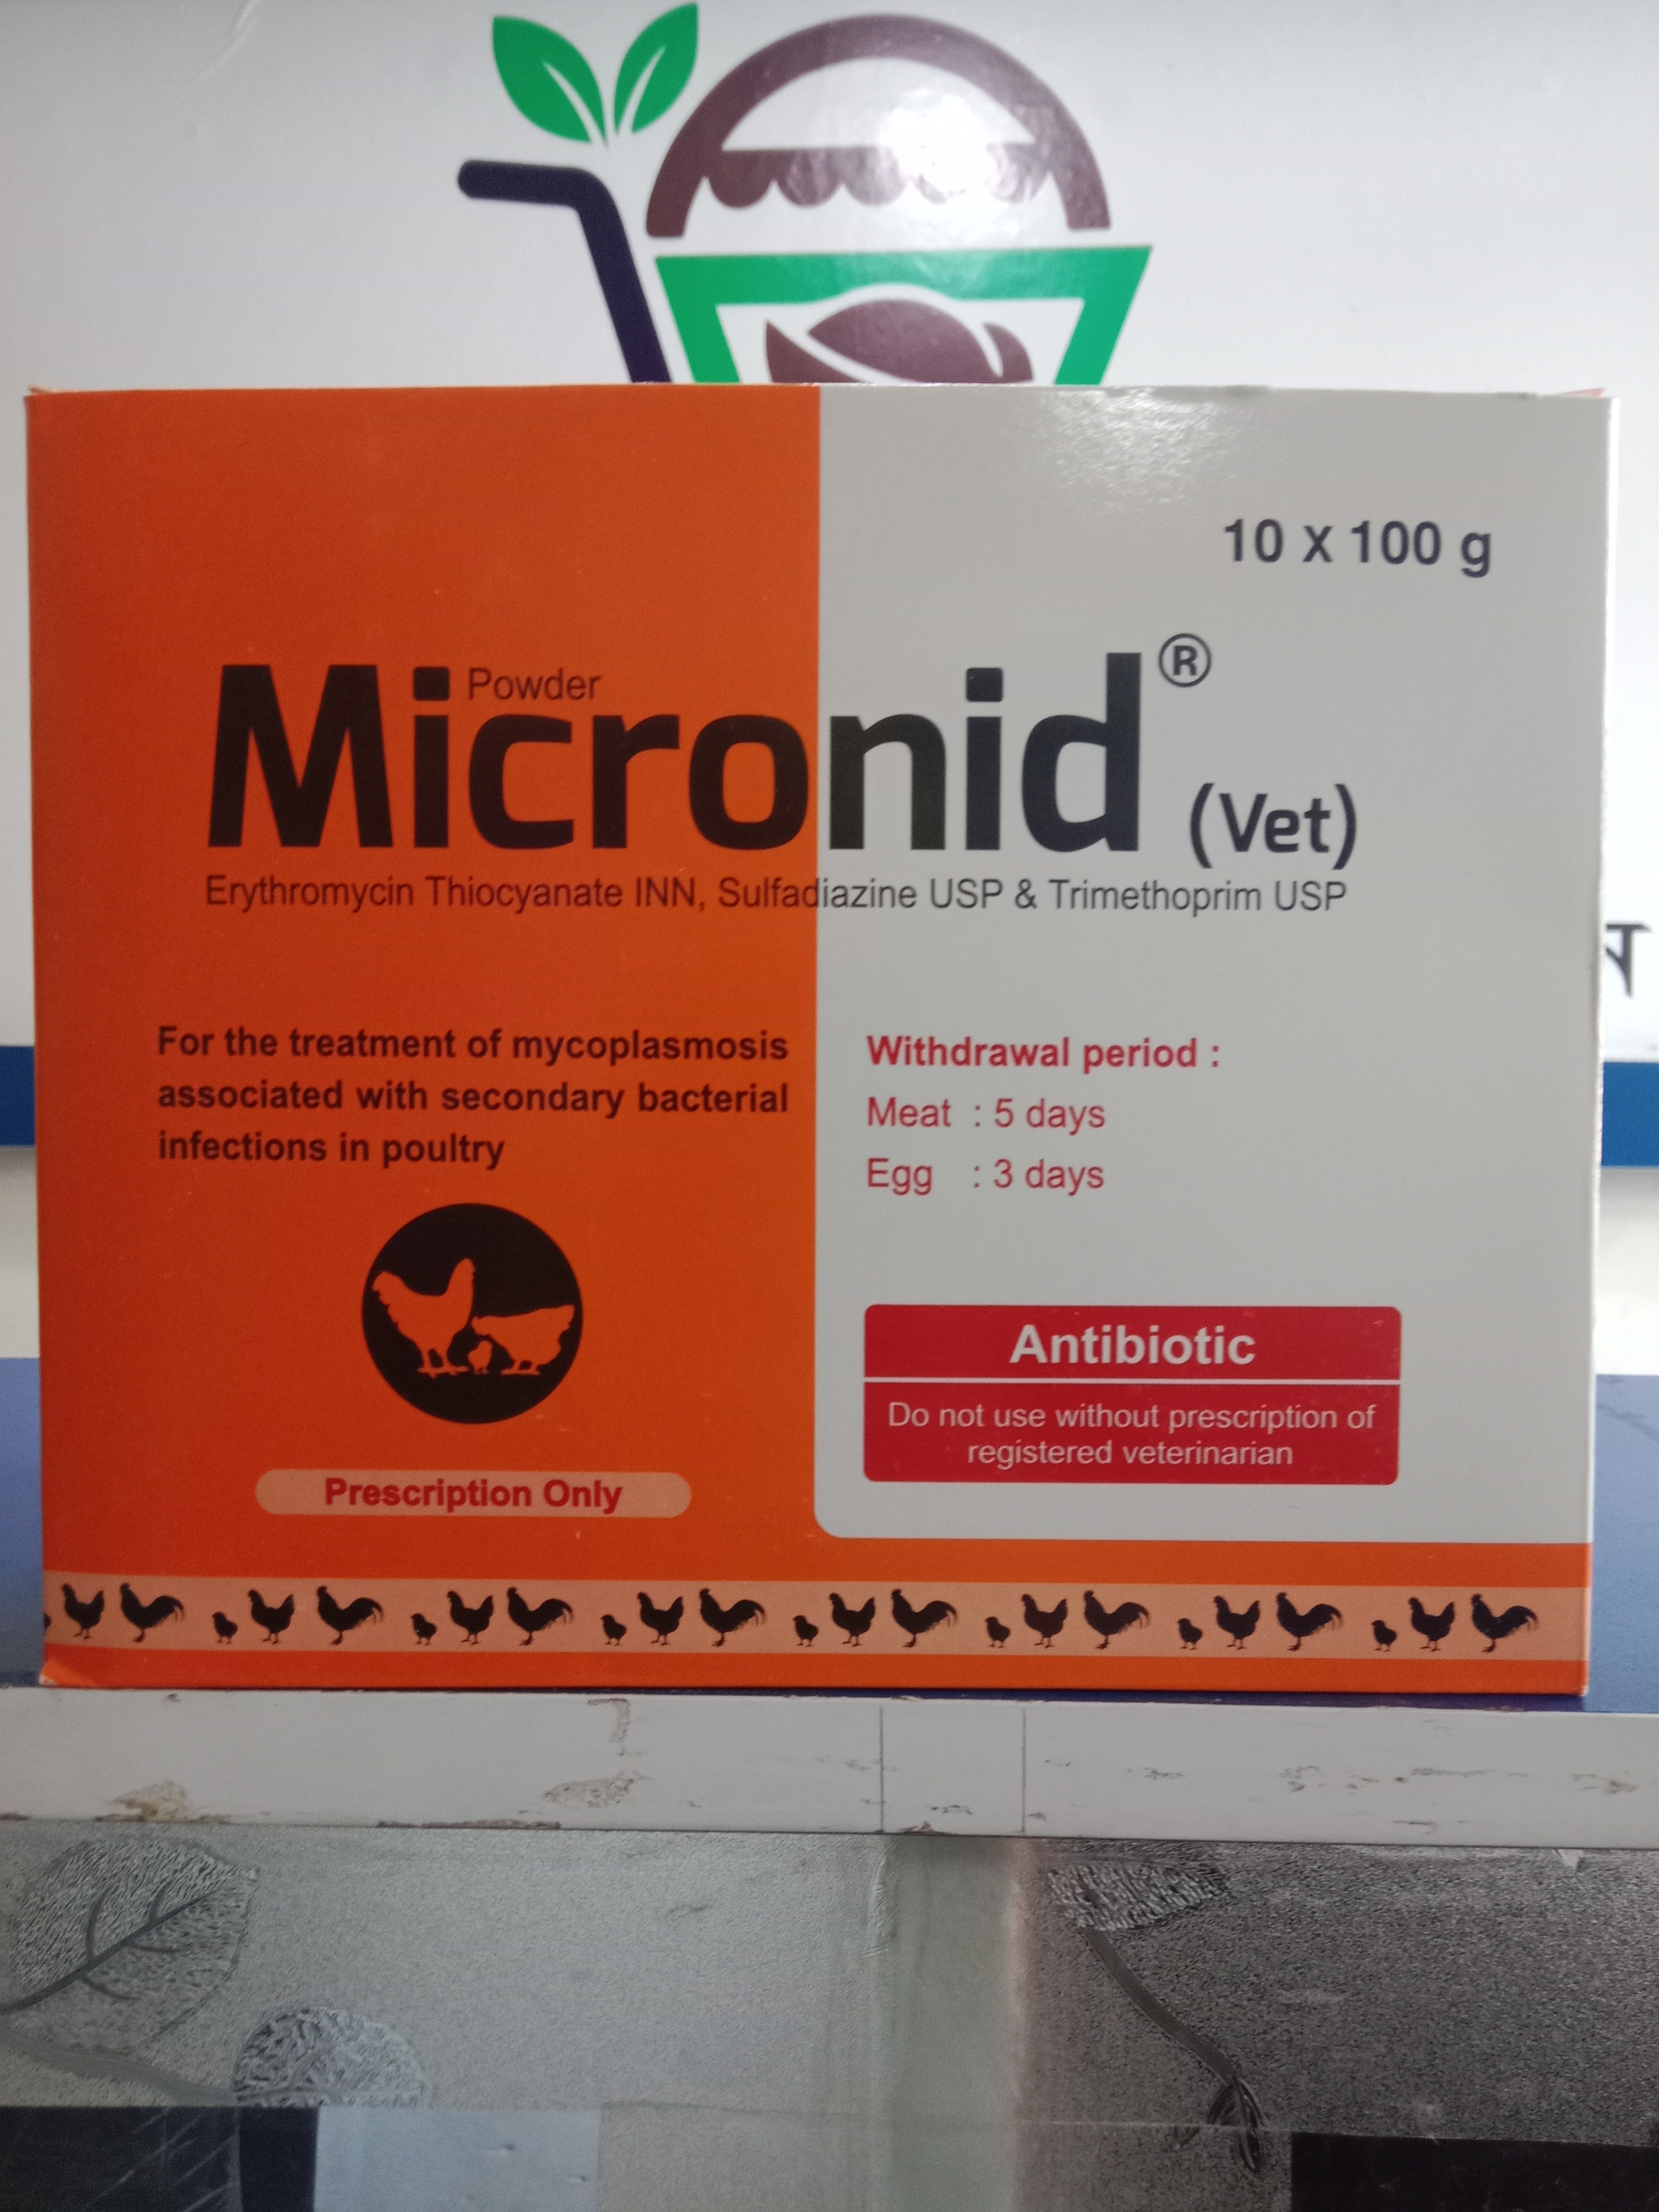 10 x 100 g
Powder
Micronid® (Vet)
Erythromycin Thiocyanate INN, Sulfadiazine USP & Trimethoprim USP
For the treatment of mycoplasmosis
associated with secondary bacterial
infections in poultry
Prescription Only
Withdrawal period :
Meat : 5 days
Egg : 3 days
Antibiotic
Do not use without prescription of
registered veterinarian